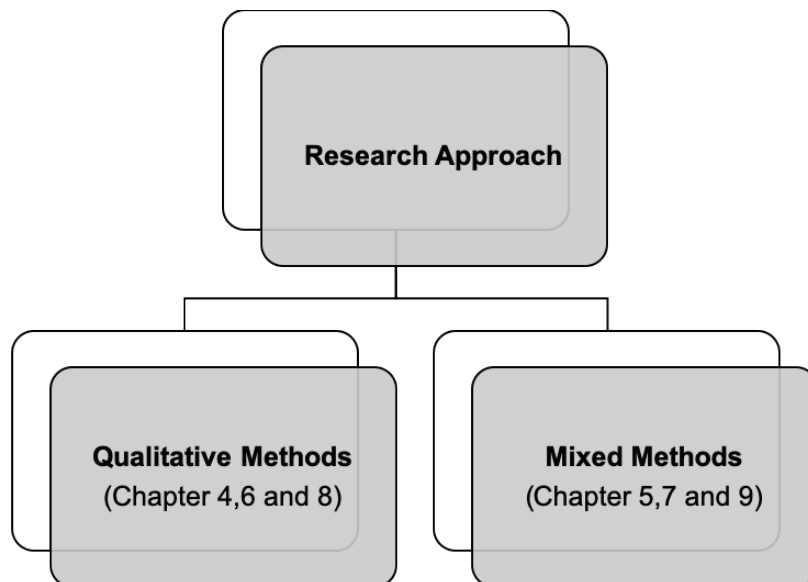 Research Approach
Qualitative Methods
(Chapter 4,6 and 8)
Mixed Methods
(Chapter 5,7 and 9)